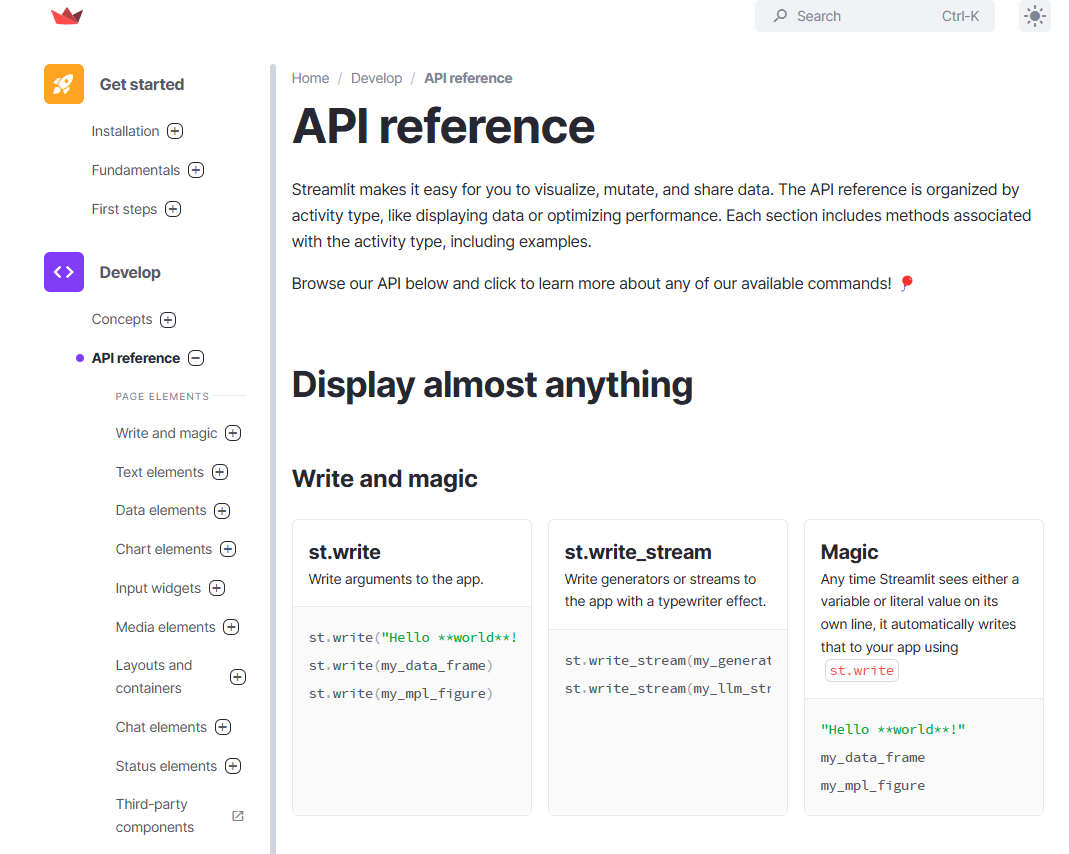 Search Ctrl-K
Get started
Installation
Fundamentals
First steps
Develop
Concepts
API reference
PAGE ELEMENTS
Write and magic
Text elements
Data elements
Chart elements
Input widgets
Media elements
Layouts and
containers
Chat elements
Status elements
Third-party
components
Home / Develop / API reference
API reference
Streamlit makes it easy for you to visualize, mutate, and share data. The API reference is organized by
activity type, like displaying data or optimizing performance. Each section includes methods associated
with the activity type, including examples.
Browse our API below and click to learn more about any of our available commands! 🎈
Display almost anything
Write and magic
st.write
Write arguments to the app.
st.write("Hello **world**!
st.write(my_data_frame)
st.write(my_mpl_figure)
st.write_stream
Write generators or streams to
the app with a typewriter effect.
st.write_stream(my_generat
st.write_stream(my_llm_str
Magic
Any time Streamlit sees either a
variable or literal value on its
own line, it automatically writes
that to your app using
st.write
"Hello **world**!"
my_data_frame
my_mpl_figure